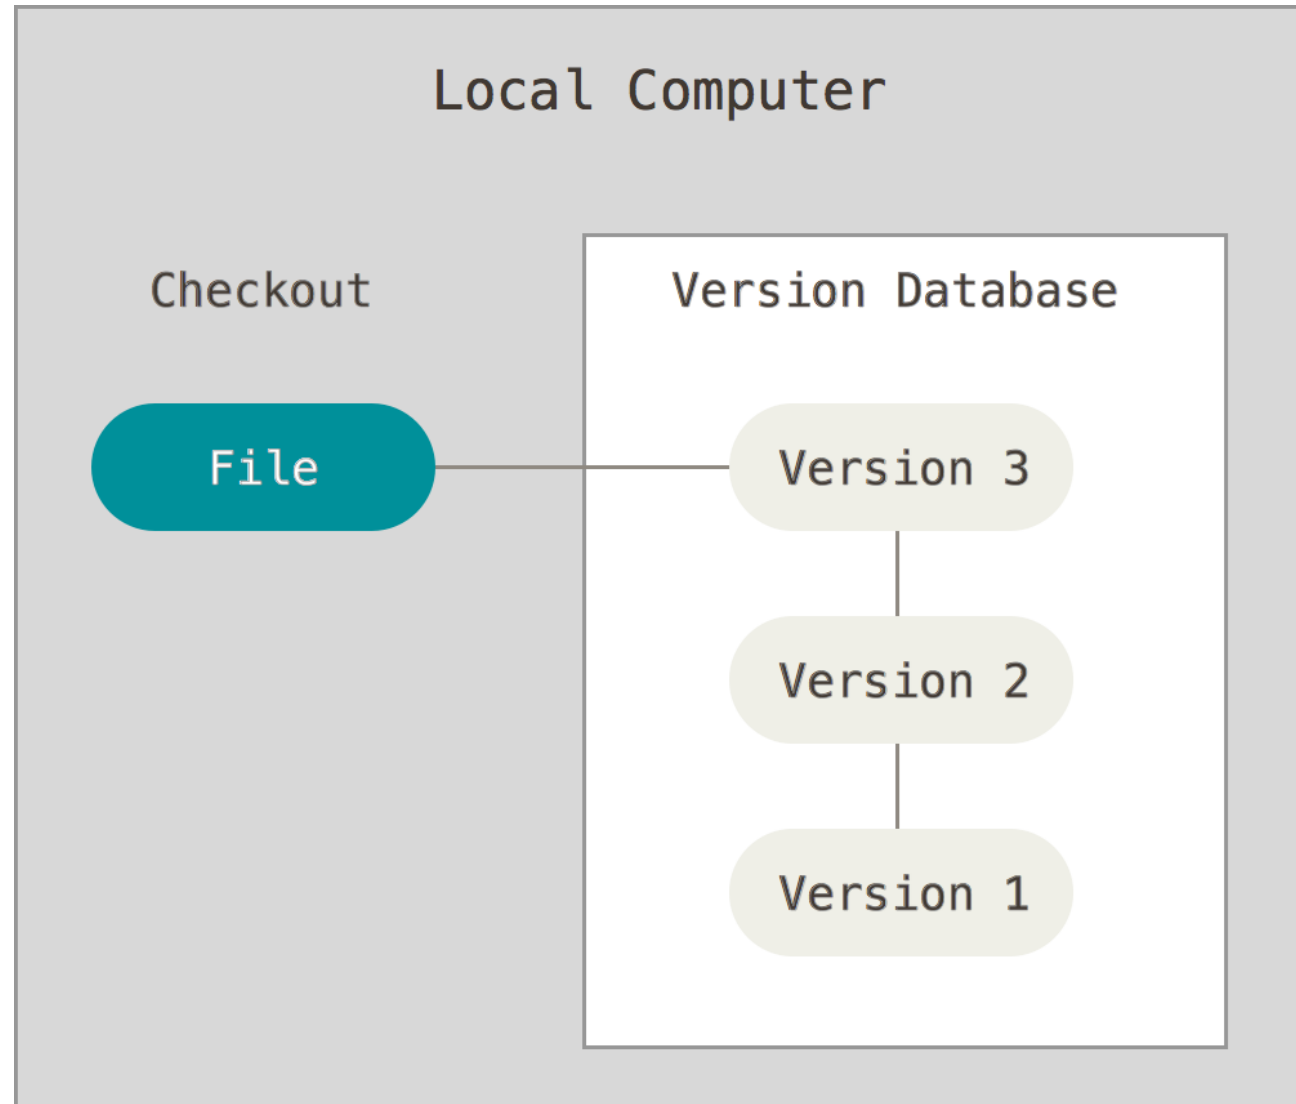 Local Computer
Checkout
Version Database
File
Version 3
Version 2
Version 1